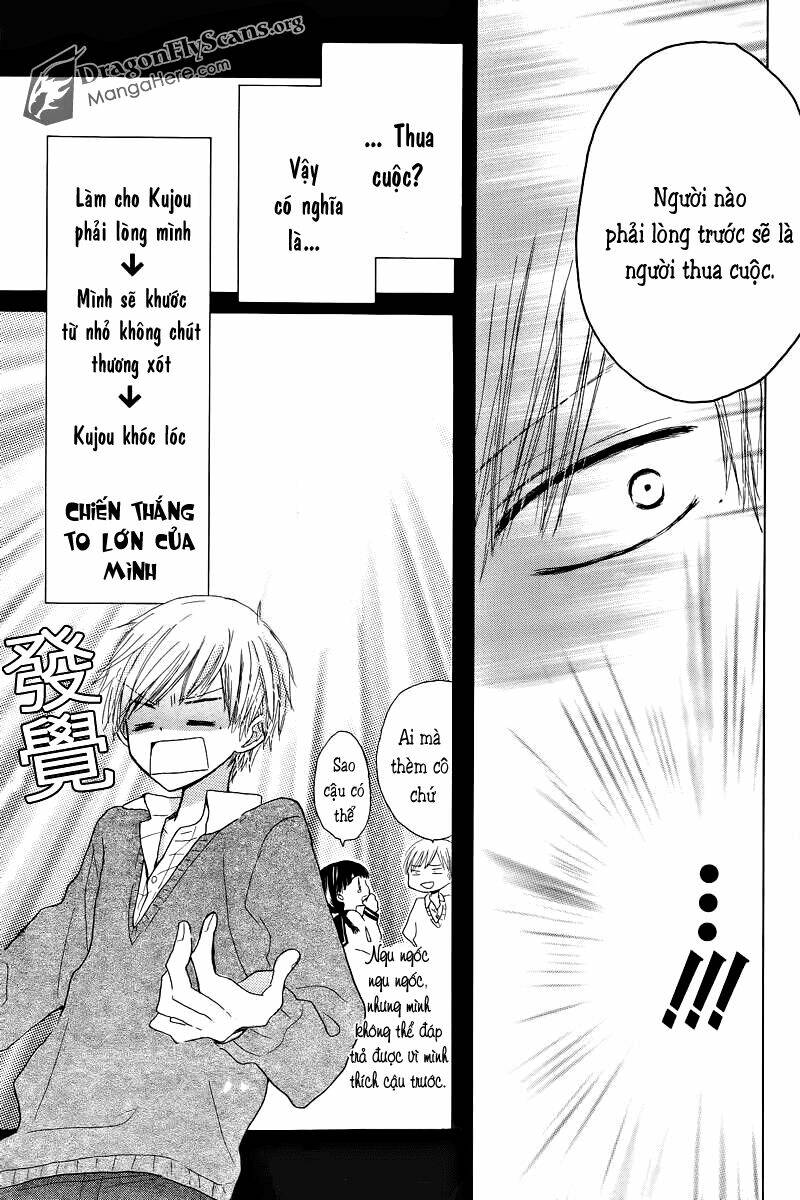 DragonFlyScans.org
MangaHere.com
Người nào
phải lòng trước sẽ là
người thua cuộc.
... Thua
cuộc?
Vậy
có nghĩa
là...
Làm cho Kujou
phải lòng mình
↓
Mình sẽ khước
từ nhỏ không chút
thương xót
↓
Kujou khóc lóc
CHIẾN THẮNG
TO LỚN CỦA
MÌNH
...!!!
發覺
Ai mà
thèm cô
chứ
Sao
cậu có
thể
Ngu ngốc
ngu ngốc,
nhưng mình
không thể đáp
trả được vì mình
thích cậu trước.